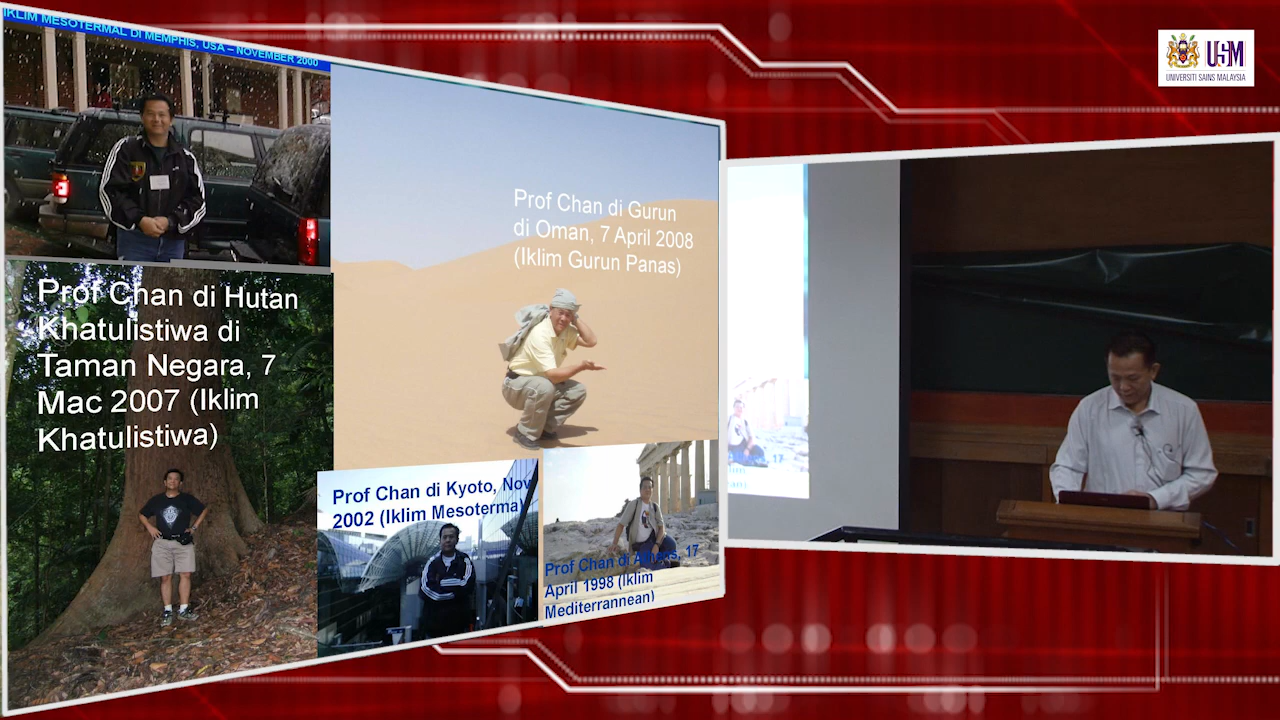 IKLIM MESOTERMAL DI MEMPHIS, USA – NOVEMBER 2000
Prof Chan di Gurun
di Oman, 7 April 2008
(Iklim Gurun Panas)
Prof Chan di Hutan
Khatulistiwa di
Taman Negara, 7
Mac 2007 (Iklim
Khatulistiwa)
Prof Chan di Kyoto, Nov
2002 (Iklim Mesoterma)
Prof Chan di Athens, 17
April 1998 (Iklim
Mediterrannean)
USM
UNIVERSITI SAINS MALAYSIA